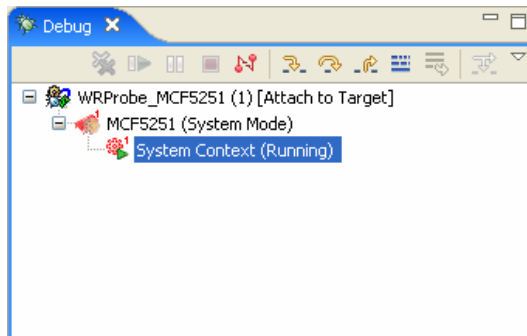 Debug
WRProbe_MCF5251 (1) [Attach to Target]
MCF5251 (System Mode)
System Context (Running)